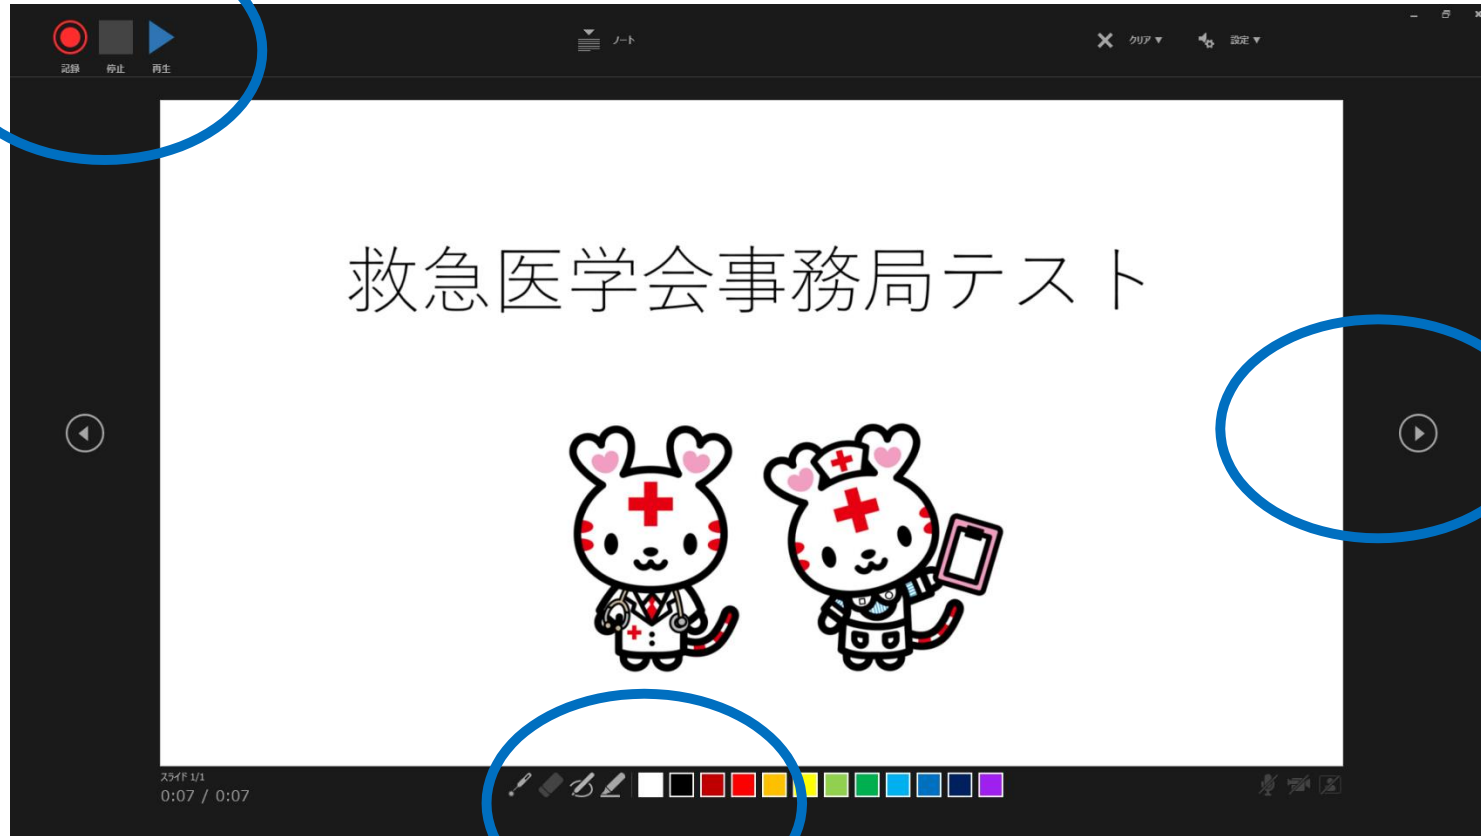 記録 停止 再生
ノート
クリア ▼ 設定 ▼
救急医学会事務局テスト
スライド 1/1
0:07 / 0:07